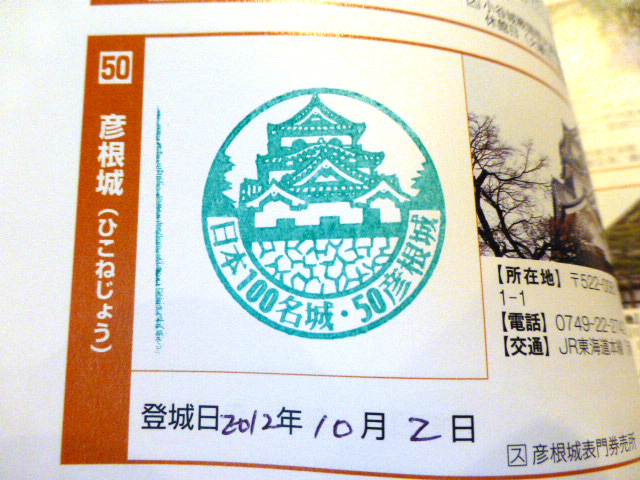 50
彦根城(ひこねじょう)
日本100名城・50彦根城
【所在地】〒522-00
1-1
【電話】0749-22-274
【交通】JR東海道本線
登城日2012年10月2日
ス 彦根城表門券売所